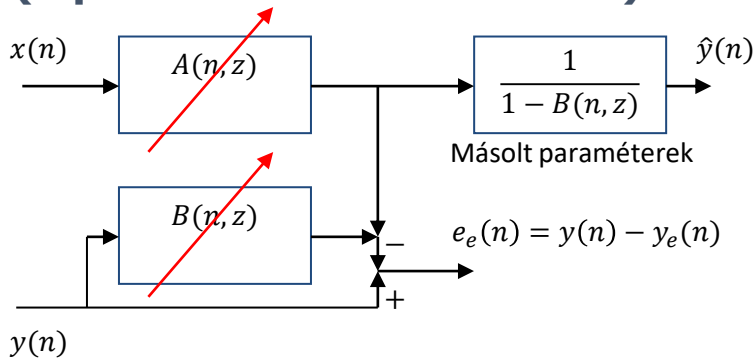 x(n)
A(n, z)
1
1 − B(n, z)
ŷ(n)
Másolt paraméterek
B(n, z)
−
e_e(n) = y(n) − y_e(n)
+
y(n)